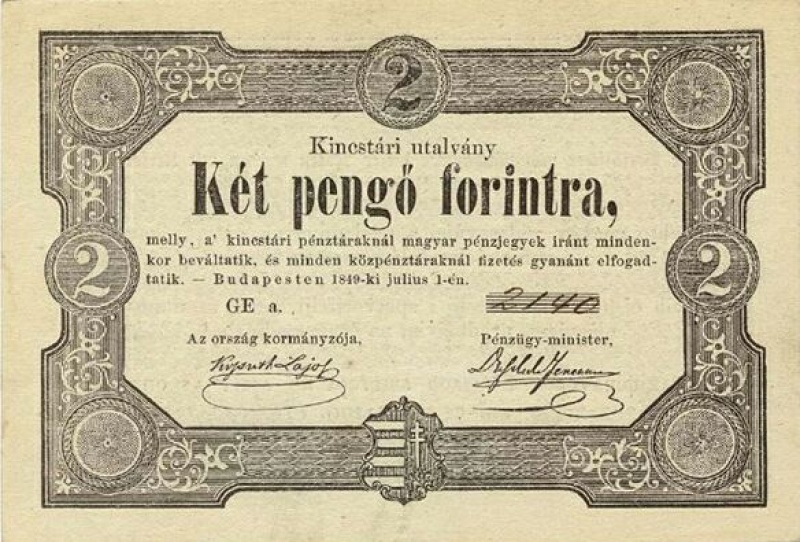 2
Kincstári utalvány
Két pengő forintra,
melly, a' kincstári pénztáraknál magyar pénzjegyek iránt minden-
kor beváltatik, és minden közpénztáraknál fizetés gyanánt elfogad-
tatik. — Budapesten 1849-ki julius 1-én.
2 2
GE a. 2140
Az ország kormányzója, Pénzügy-minister,
Kossuth Lajos